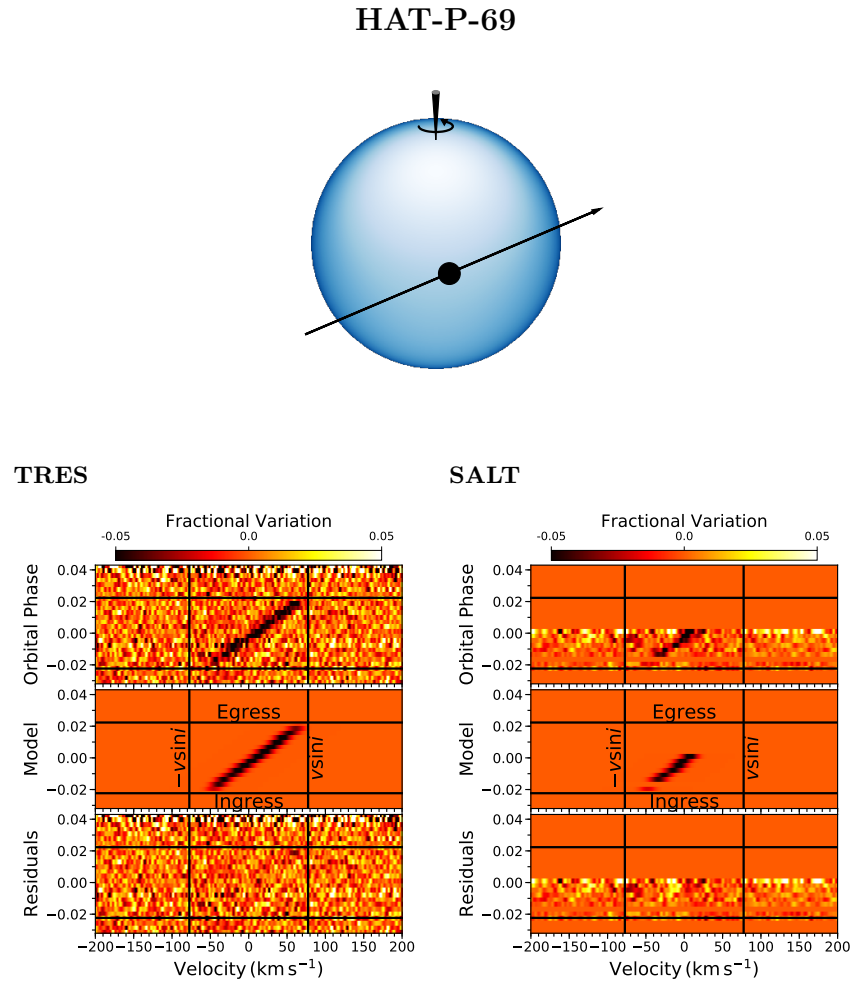 HAT-P-69
TRES
SALT
Fractional Variation
-0.05 0.0 0.05
Orbital Phase
0.04
0.02
0.00
−0.02
Model
0.04
0.02
0.00
−0.02
Egress
−vsini
vsini
Ingress
Residuals
0.04
0.02
0.00
−0.02
−200 −150 −100 −50 0 50 100 150 200
Velocity (km s⁻¹)
Fractional Variation
-0.05 0.0 0.05
Orbital Phase
0.04
0.02
0.00
−0.02
Model
0.04
0.02
0.00
−0.02
Egress
−vsini
vsini
Ingress
Residuals
0.04
0.02
0.00
−0.02
−200 −150 −100 −50 0 50 100 150 200
Velocity (km s⁻¹)